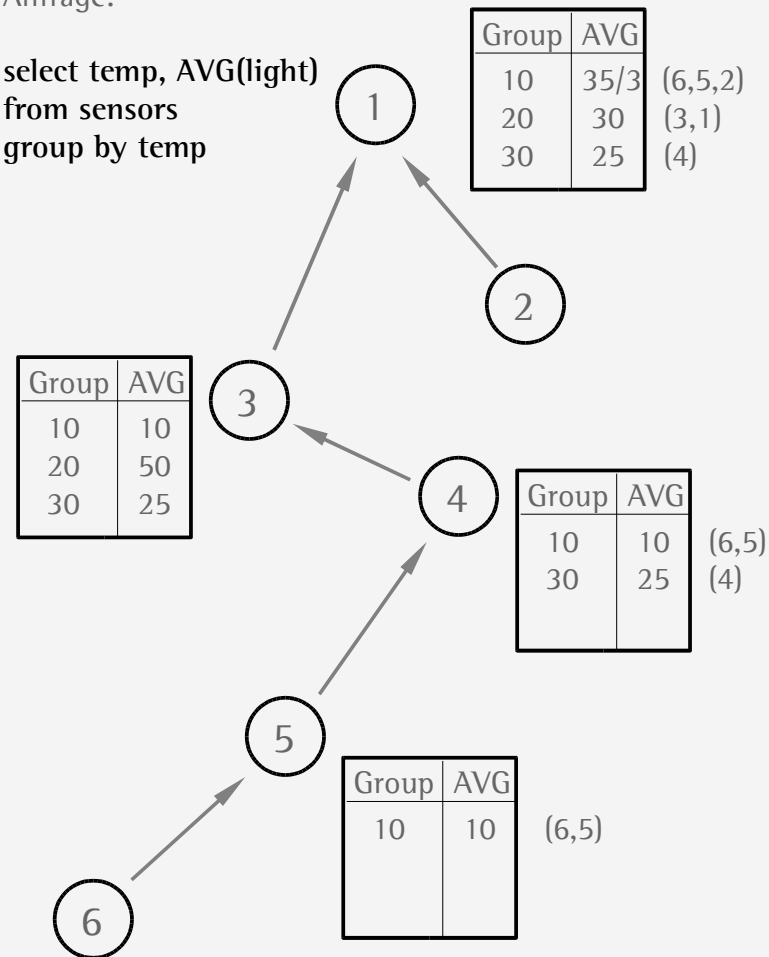 Anfrage:
select temp, AVG(light)
from sensors
group by temp
Group AVG
10 35/3 (6,5,2)
20 30 (3,1)
30 25 (4)
1
2
Group AVG
10 10
20 50
30 25
3
4
Group AVG
10 10 (6,5)
30 25 (4)
5
Group AVG
10 10 (6,5)
6